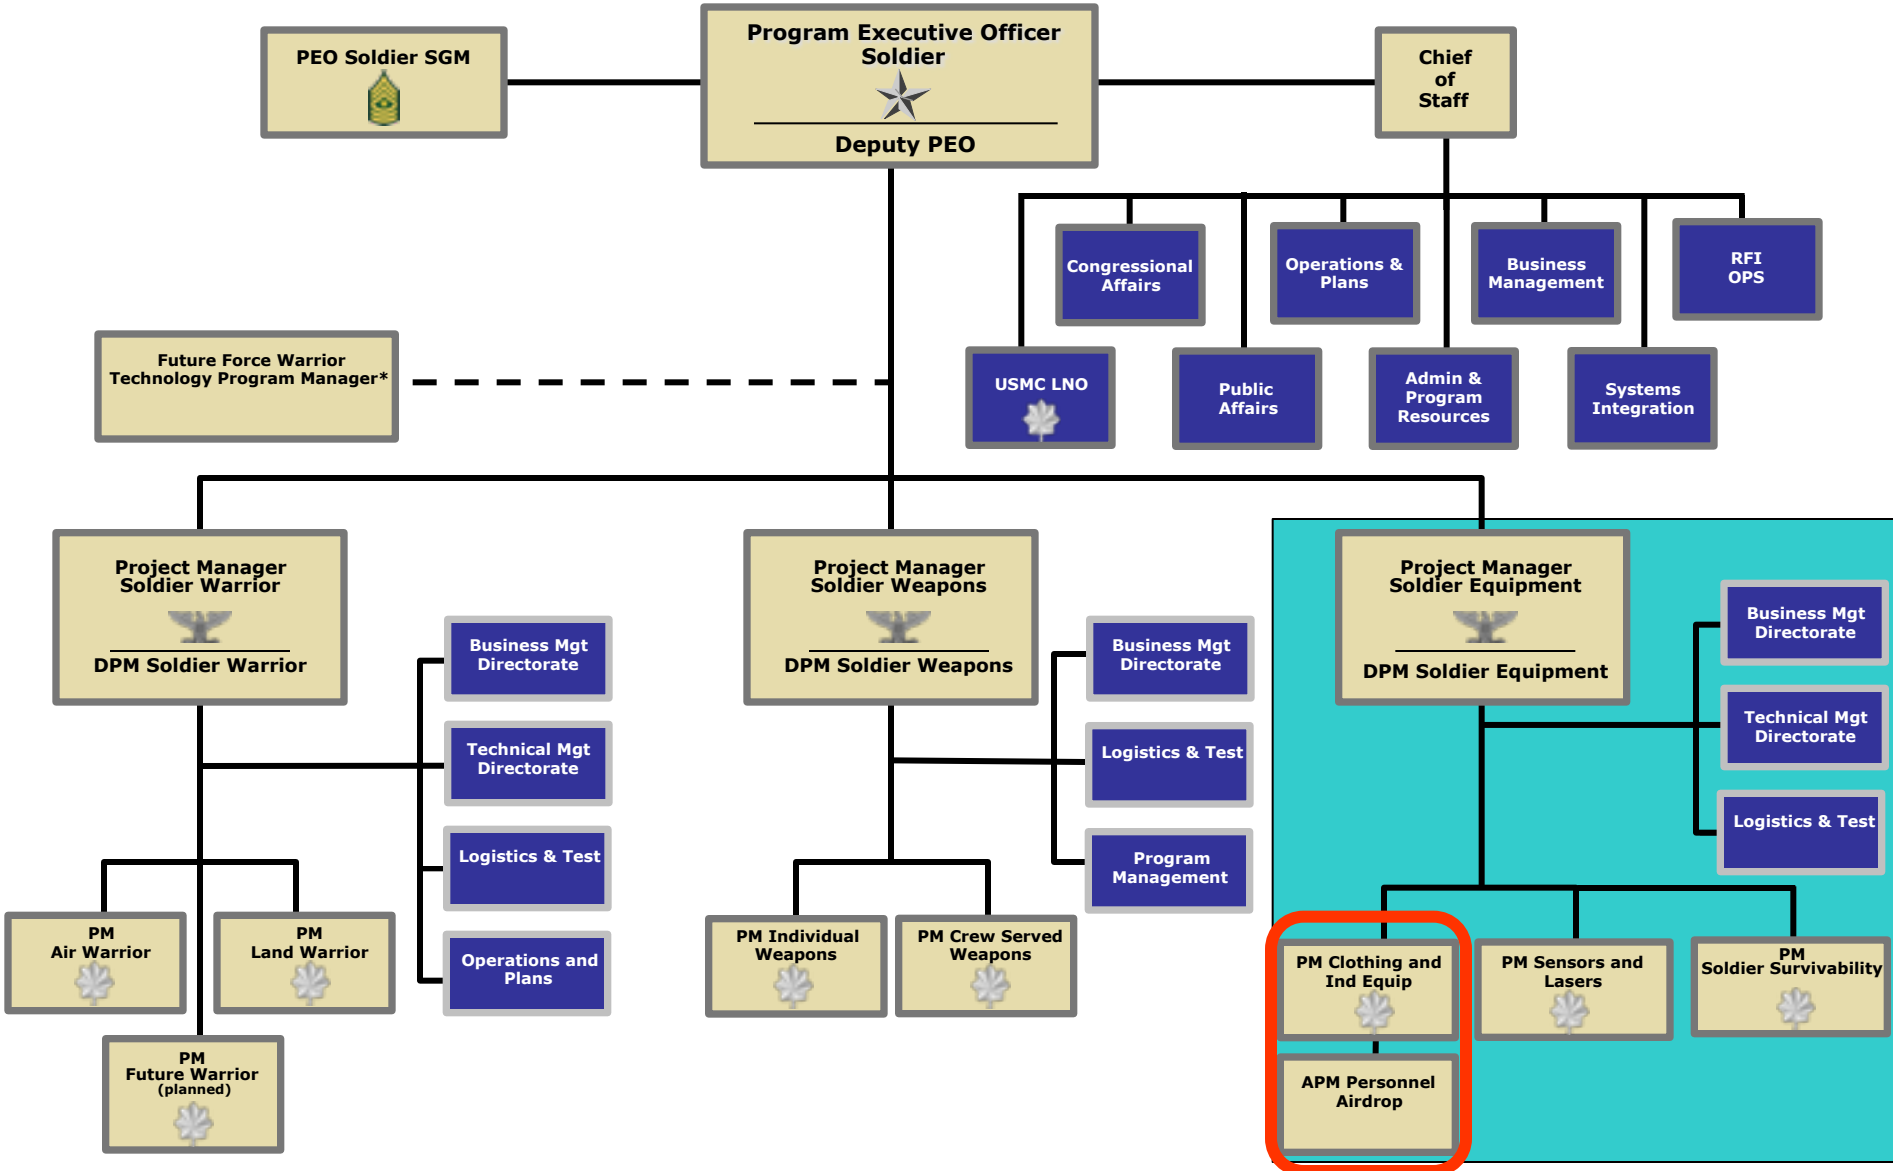 PEO Soldier SGM
Program Executive Officer
Soldier
Deputy PEO
Chief
of
Staff
Congressional
Affairs
Operations &
Plans
Business
Management
RFI
OPS
USMC LNO
Public
Affairs
Admin &
Program
Resources
Systems
Integration
Future Force Warrior
Technology Program Manager*
Project Manager
Soldier Warrior
DPM Soldier Warrior
Business Mgt
Directorate
Technical Mgt
Directorate
Logistics & Test
Operations and
Plans
PM
Air Warrior
PM
Land Warrior
PM
Future Warrior
(planned)
Project Manager
Soldier Weapons
DPM Soldier Weapons
Business Mgt
Directorate
Logistics & Test
Program
Management
PM Individual
Weapons
PM Crew Served
Weapons
Project Manager
Soldier Equipment
DPM Soldier Equipment
Business Mgt
Directorate
Technical Mgt
Directorate
Logistics & Test
PM Clothing and
Ind Equip
PM Sensors and
Lasers
PM
Soldier Survivability
APM Personnel
Airdrop